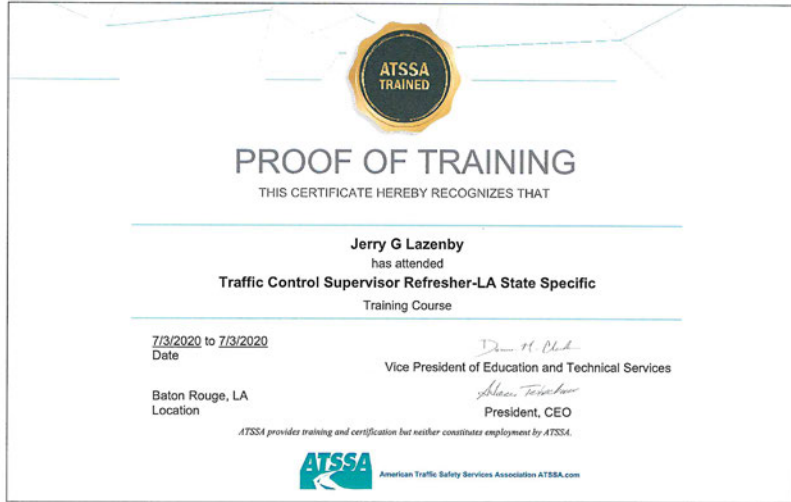 ATSSA
TRAINED
PROOF OF TRAINING
THIS CERTIFICATE HEREBY RECOGNIZES THAT
Jerry G Lazenby
has attended
Traffic Control Supervisor Refresher-LA State Specific
Training Course
7/3/2020 to 7/3/2020
Date
Vice President of Education and Technical Services
Baton Rouge, LA
Location
President, CEO
ATSSA provides training and certification but neither constitutes employment by ATSSA.
ATSSA
American Traffic Safety Services Association ATSSA.com